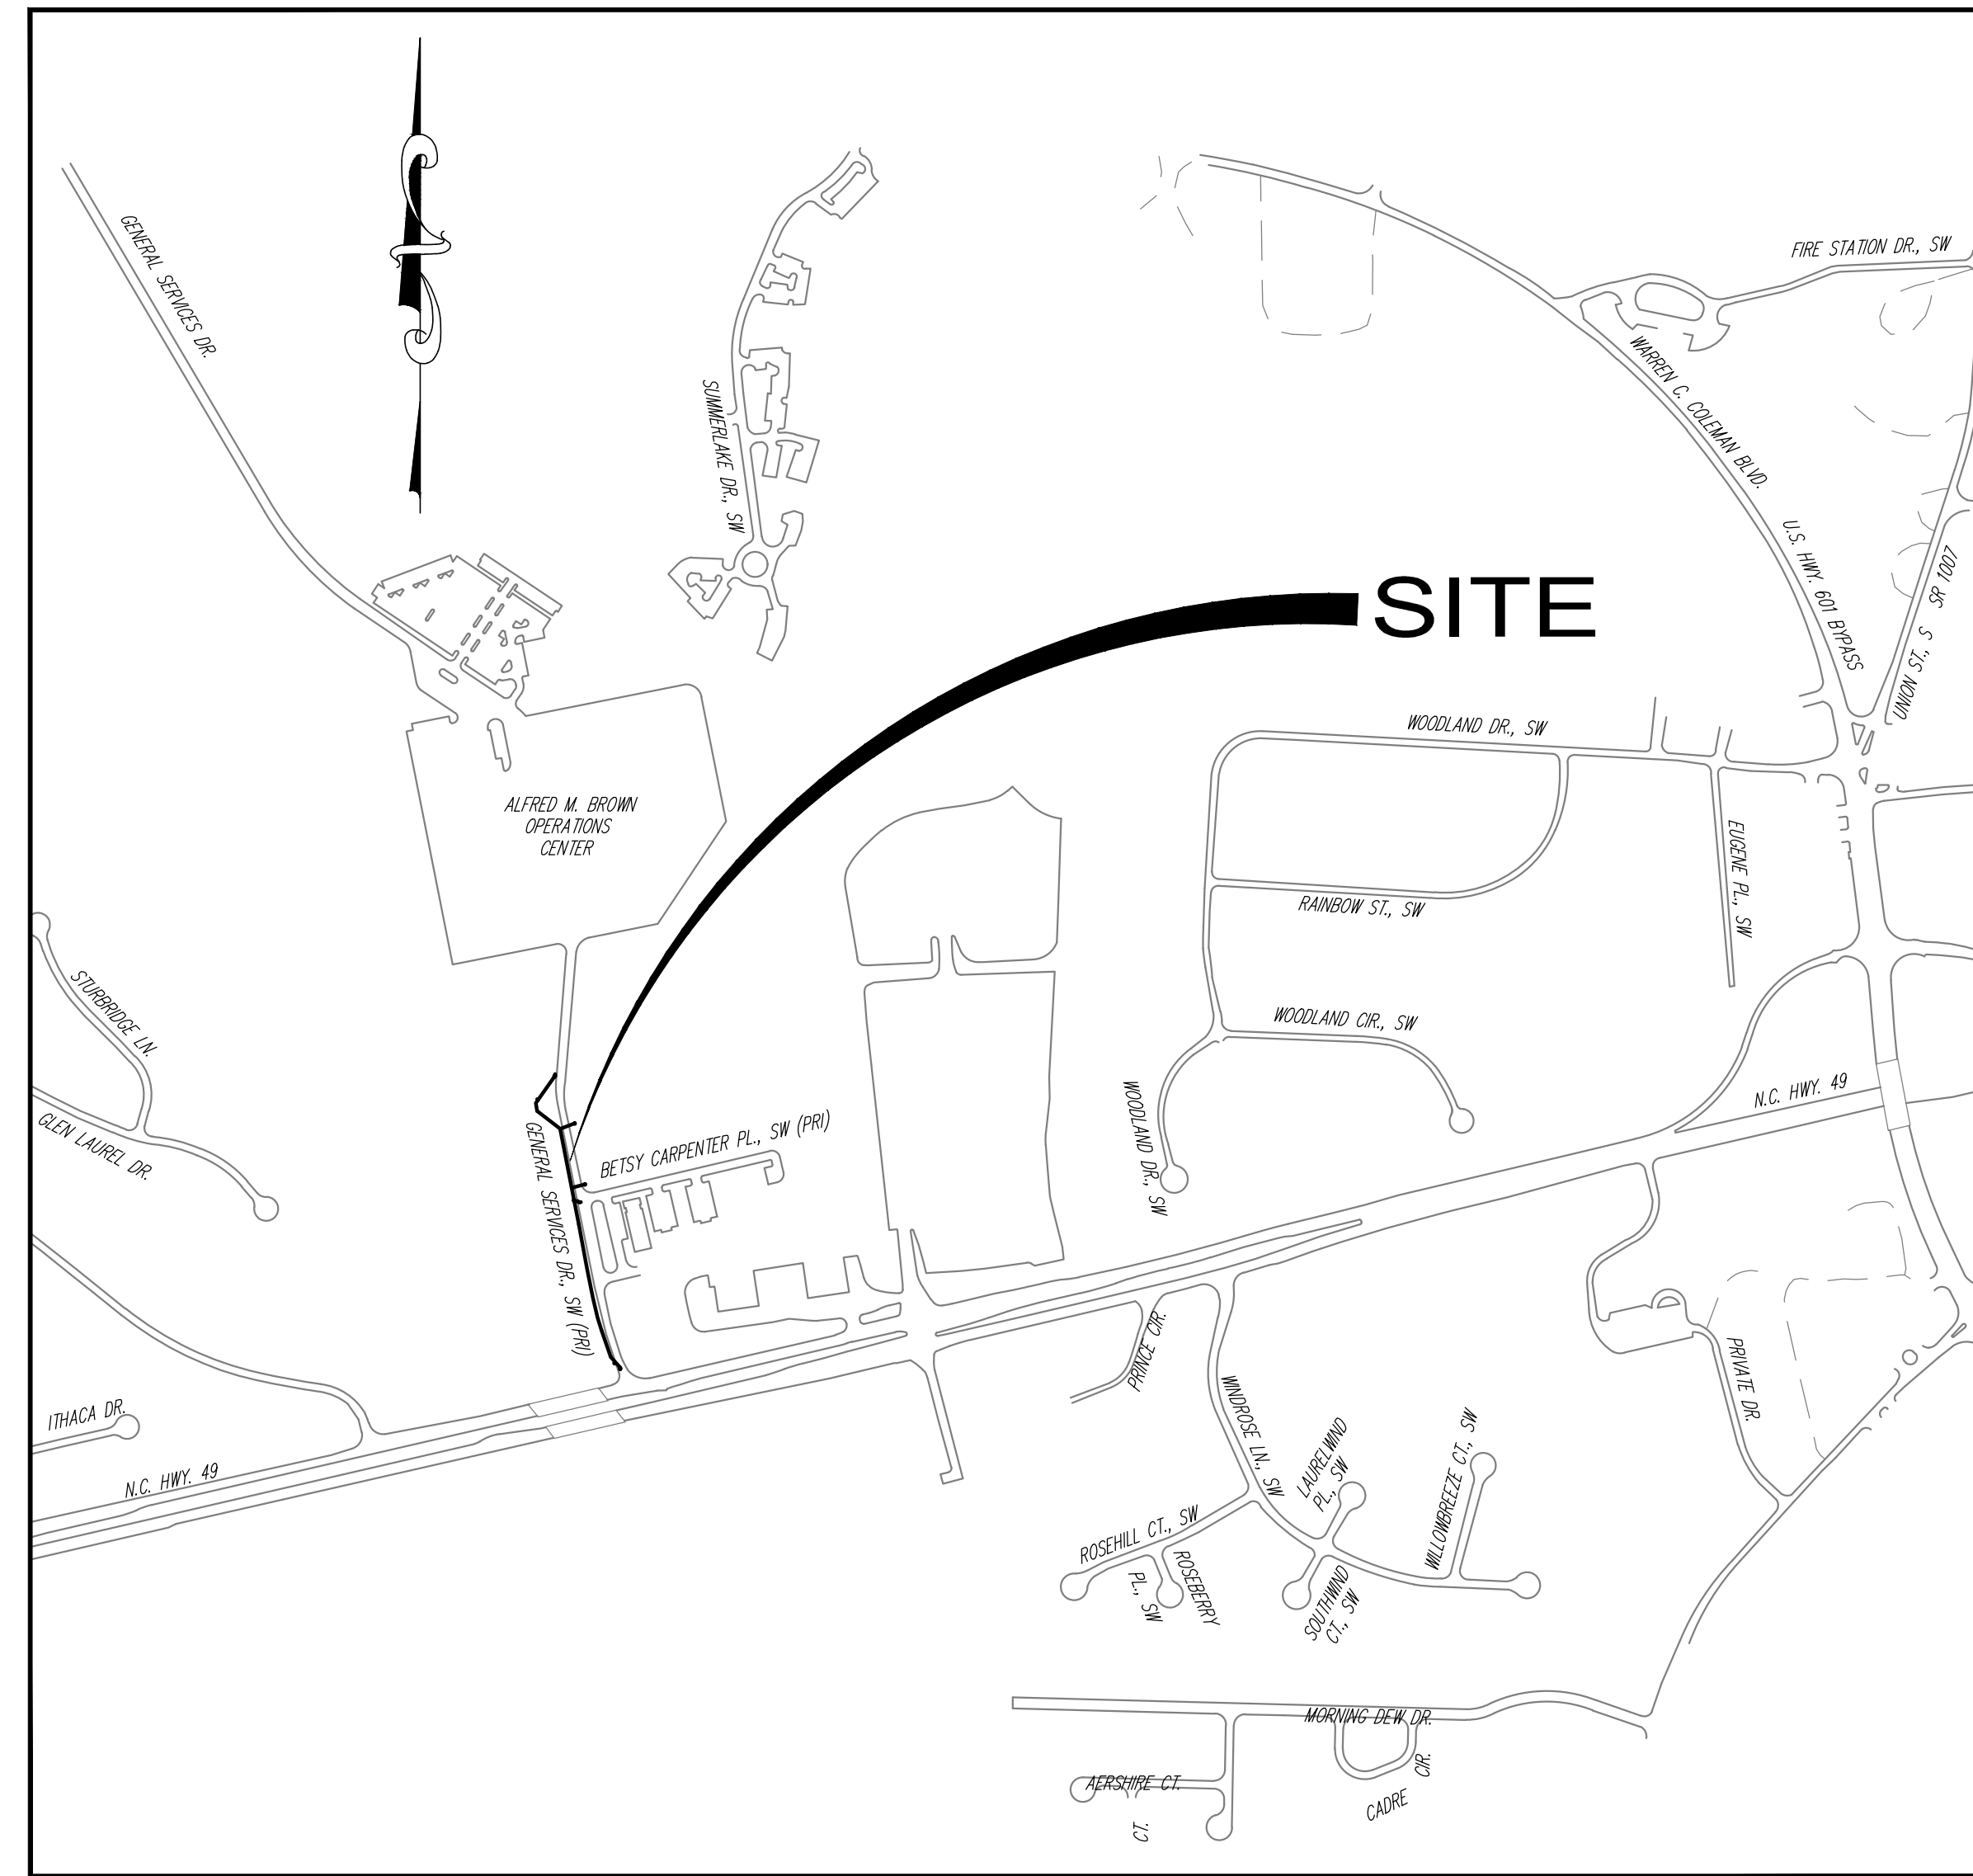 GENERAL SERVICES DR.
FIRE STATION DR., SW
WARREN C. COLEMAN BLVD.
SUMMERLAKE DR., SW
U.S. HWY. 601 BYPASS
SR 1007
UNION ST., S
SITE
WOODLAND DR., SW
ALFRED M. BROWN
OPERATIONS
CENTER
EUGENE PL., SW
RAINBOW ST., SW
STURBRIDGE LN.
WOODLAND CIR., SW
N.C. HWY. 49
WOODLAND DR., SW
GLEN LAUREL DR.
BETSY CARPENTER PL., SW (PRI)
GENERAL SERVICES DR., SW (PRI)
PRINCE CIR.
PRIVATE DR.
WINDROSE LN., SW
ITHACA DR.
LAURELWIND
PL., SW
WILLOWBREEZE CT., SW
N.C. HWY. 49
ROSEHILL CT., SW
ROSEBERRY
PL., SW
SOUTHWIND
CT., SW
MORNING DEW DR.
CIR.
AERSHIRE CT.
CADRE
CT.